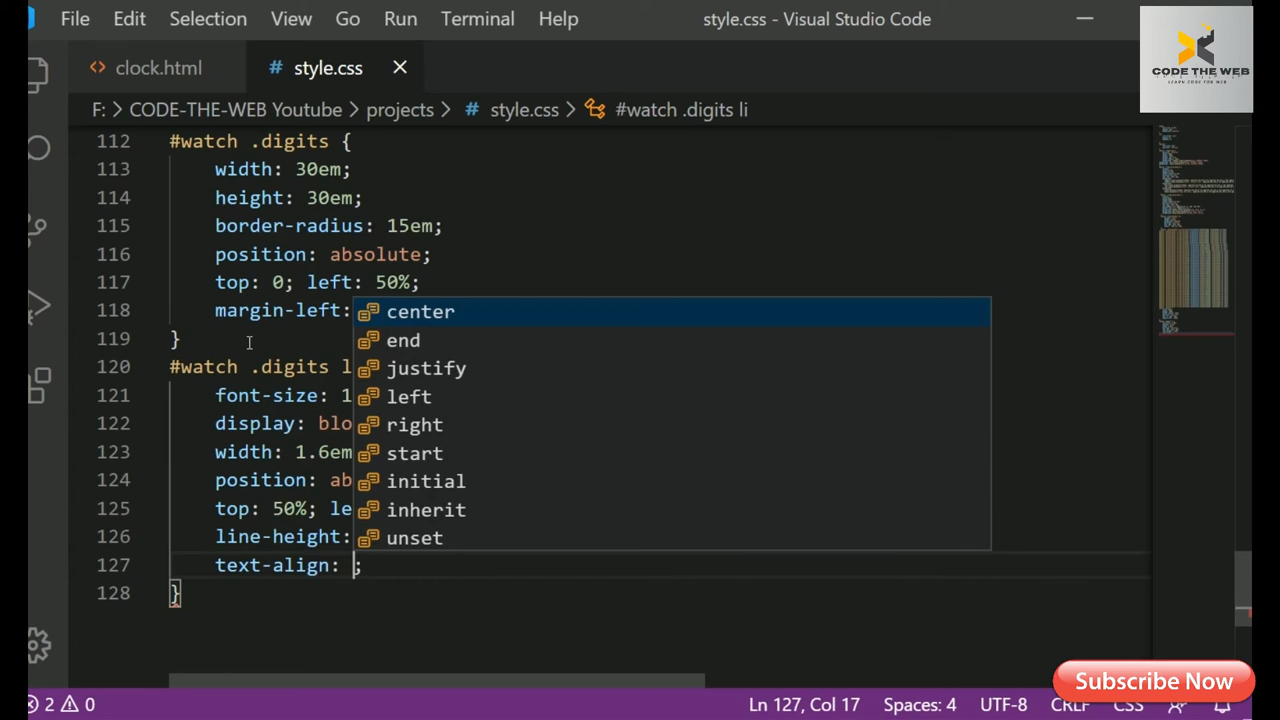 File Edit Selection View Go Run Terminal Help style.css - Visual Studio Code
CODE THE WEB
LEARN CODE FOR WEB
clock.html style.css
F: > CODE-THE-WEB Youtube > projects > style.css > #watch .digits li
112 #watch .digits {
113 width: 30em;
114 height: 30em;
115 border-radius: 15em;
116 position: absolute;
117 top: 0; left: 50%;
118 margin-left:
119 }
120 #watch .digits l
121 font-size: 1
122 display: blo
123 width: 1.6em
124 position: ab
125 top: 50%; le
126 line-height:
127 text-align: ;
128 }
center
end
justify
left
right
start
initial
inherit
unset
Subscribe Now
2 0 Ln 127, Col 17 Spaces: 4 UTF-8 CRLF CSS